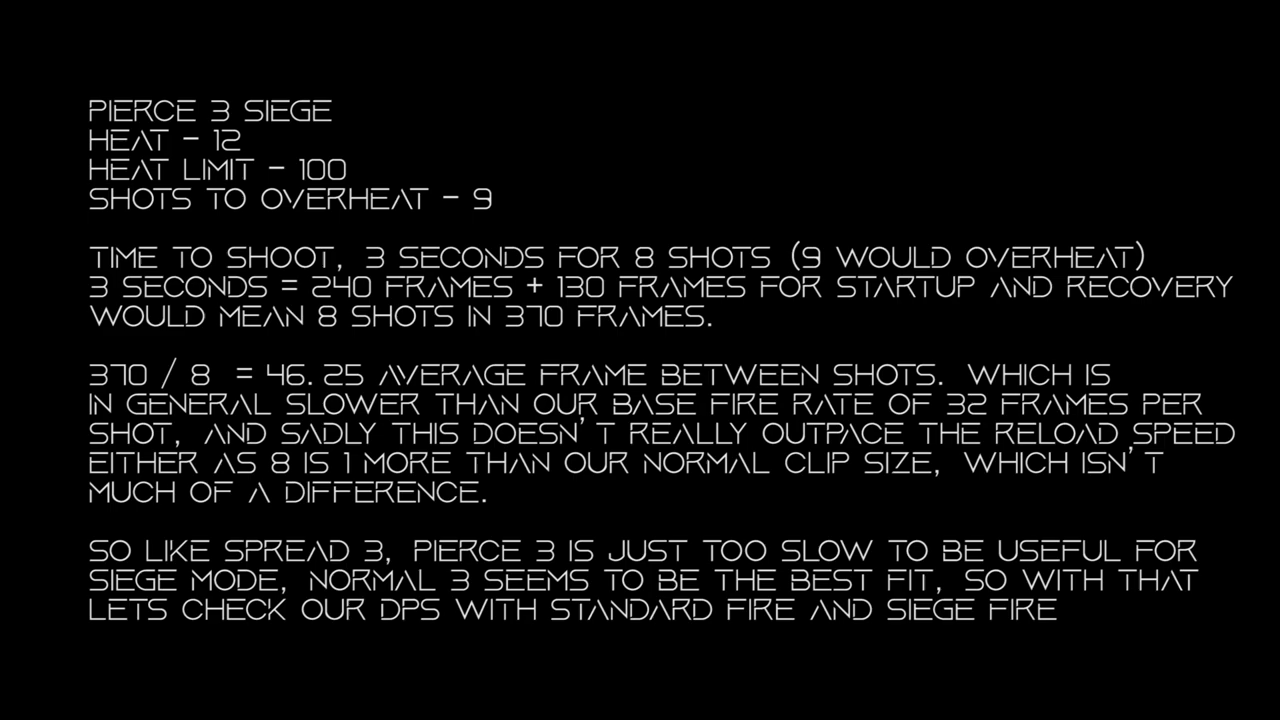 PIERCE 3 SIEGE
HEAT - 12
HEAT LIMIT - 100
SHOTS TO OVERHEAT - 9
TIME TO SHOOT, 3 SECONDS FOR 8 SHOTS (9 WOULD OVERHEAT)
3 SECONDS = 240 FRAMES + 130 FRAMES FOR STARTUP AND RECOVERY
WOULD MEAN 8 SHOTS IN 370 FRAMES.
370 / 8 = 46.25 AVERAGE FRAME BETWEEN SHOTS. WHICH IS
IN GENERAL SLOWER THAN OUR BASE FIRE RATE OF 32 FRAMES PER
SHOT, AND SADLY THIS DOESN'T REALLY OUTPACE THE RELOAD SPEED
EITHER AS 8 IS 1 MORE THAN OUR NORMAL CLIP SIZE, WHICH ISN'T
MUCH OF A DIFFERENCE.
SO LIKE SPREAD 3, PIERCE 3 IS JUST TOO SLOW TO BE USEFUL FOR
SIEGE MODE, NORMAL 3 SEEMS TO BE THE BEST FIT, SO WITH THAT
LETS CHECK OUR DPS WITH STANDARD FIRE AND SIEGE FIRE